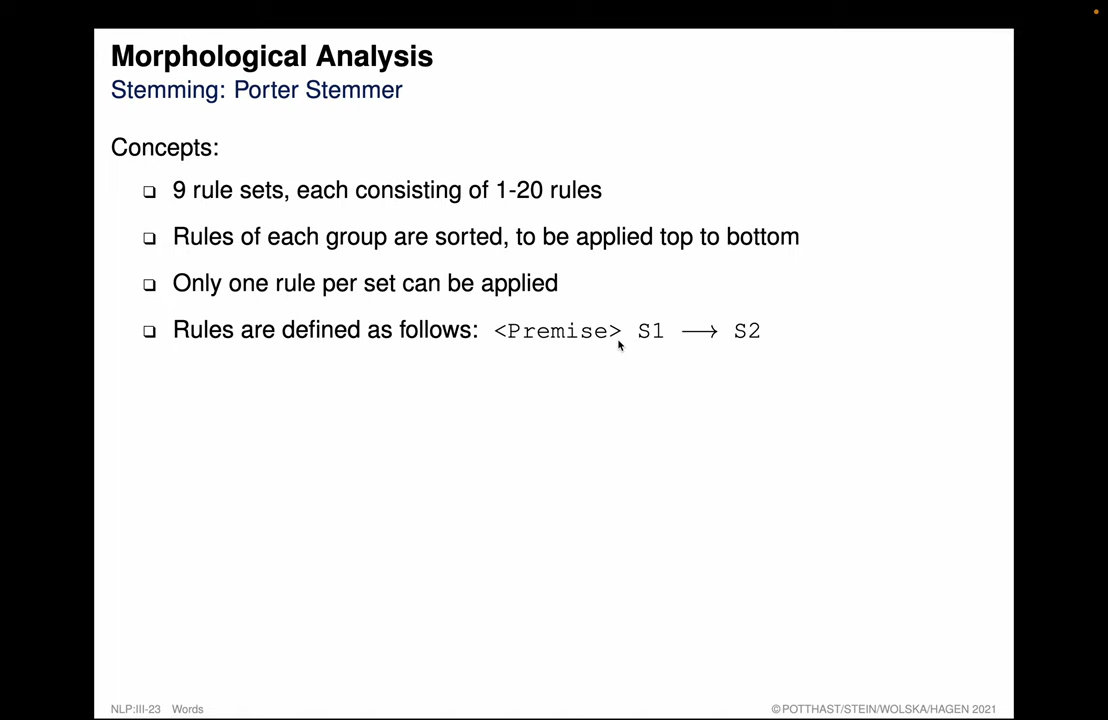 Morphological Analysis
Stemming: Porter Stemmer
Concepts:
❑ 9 rule sets, each consisting of 1-20 rules
❑ Rules of each group are sorted, to be applied top to bottom
❑ Only one rule per set can be applied
❑ Rules are defined as follows: <Premise> S1 ⟶ S2
NLP:III-23 Words
©POTTHAST/STEIN/WOLSKA/HAGEN 2021